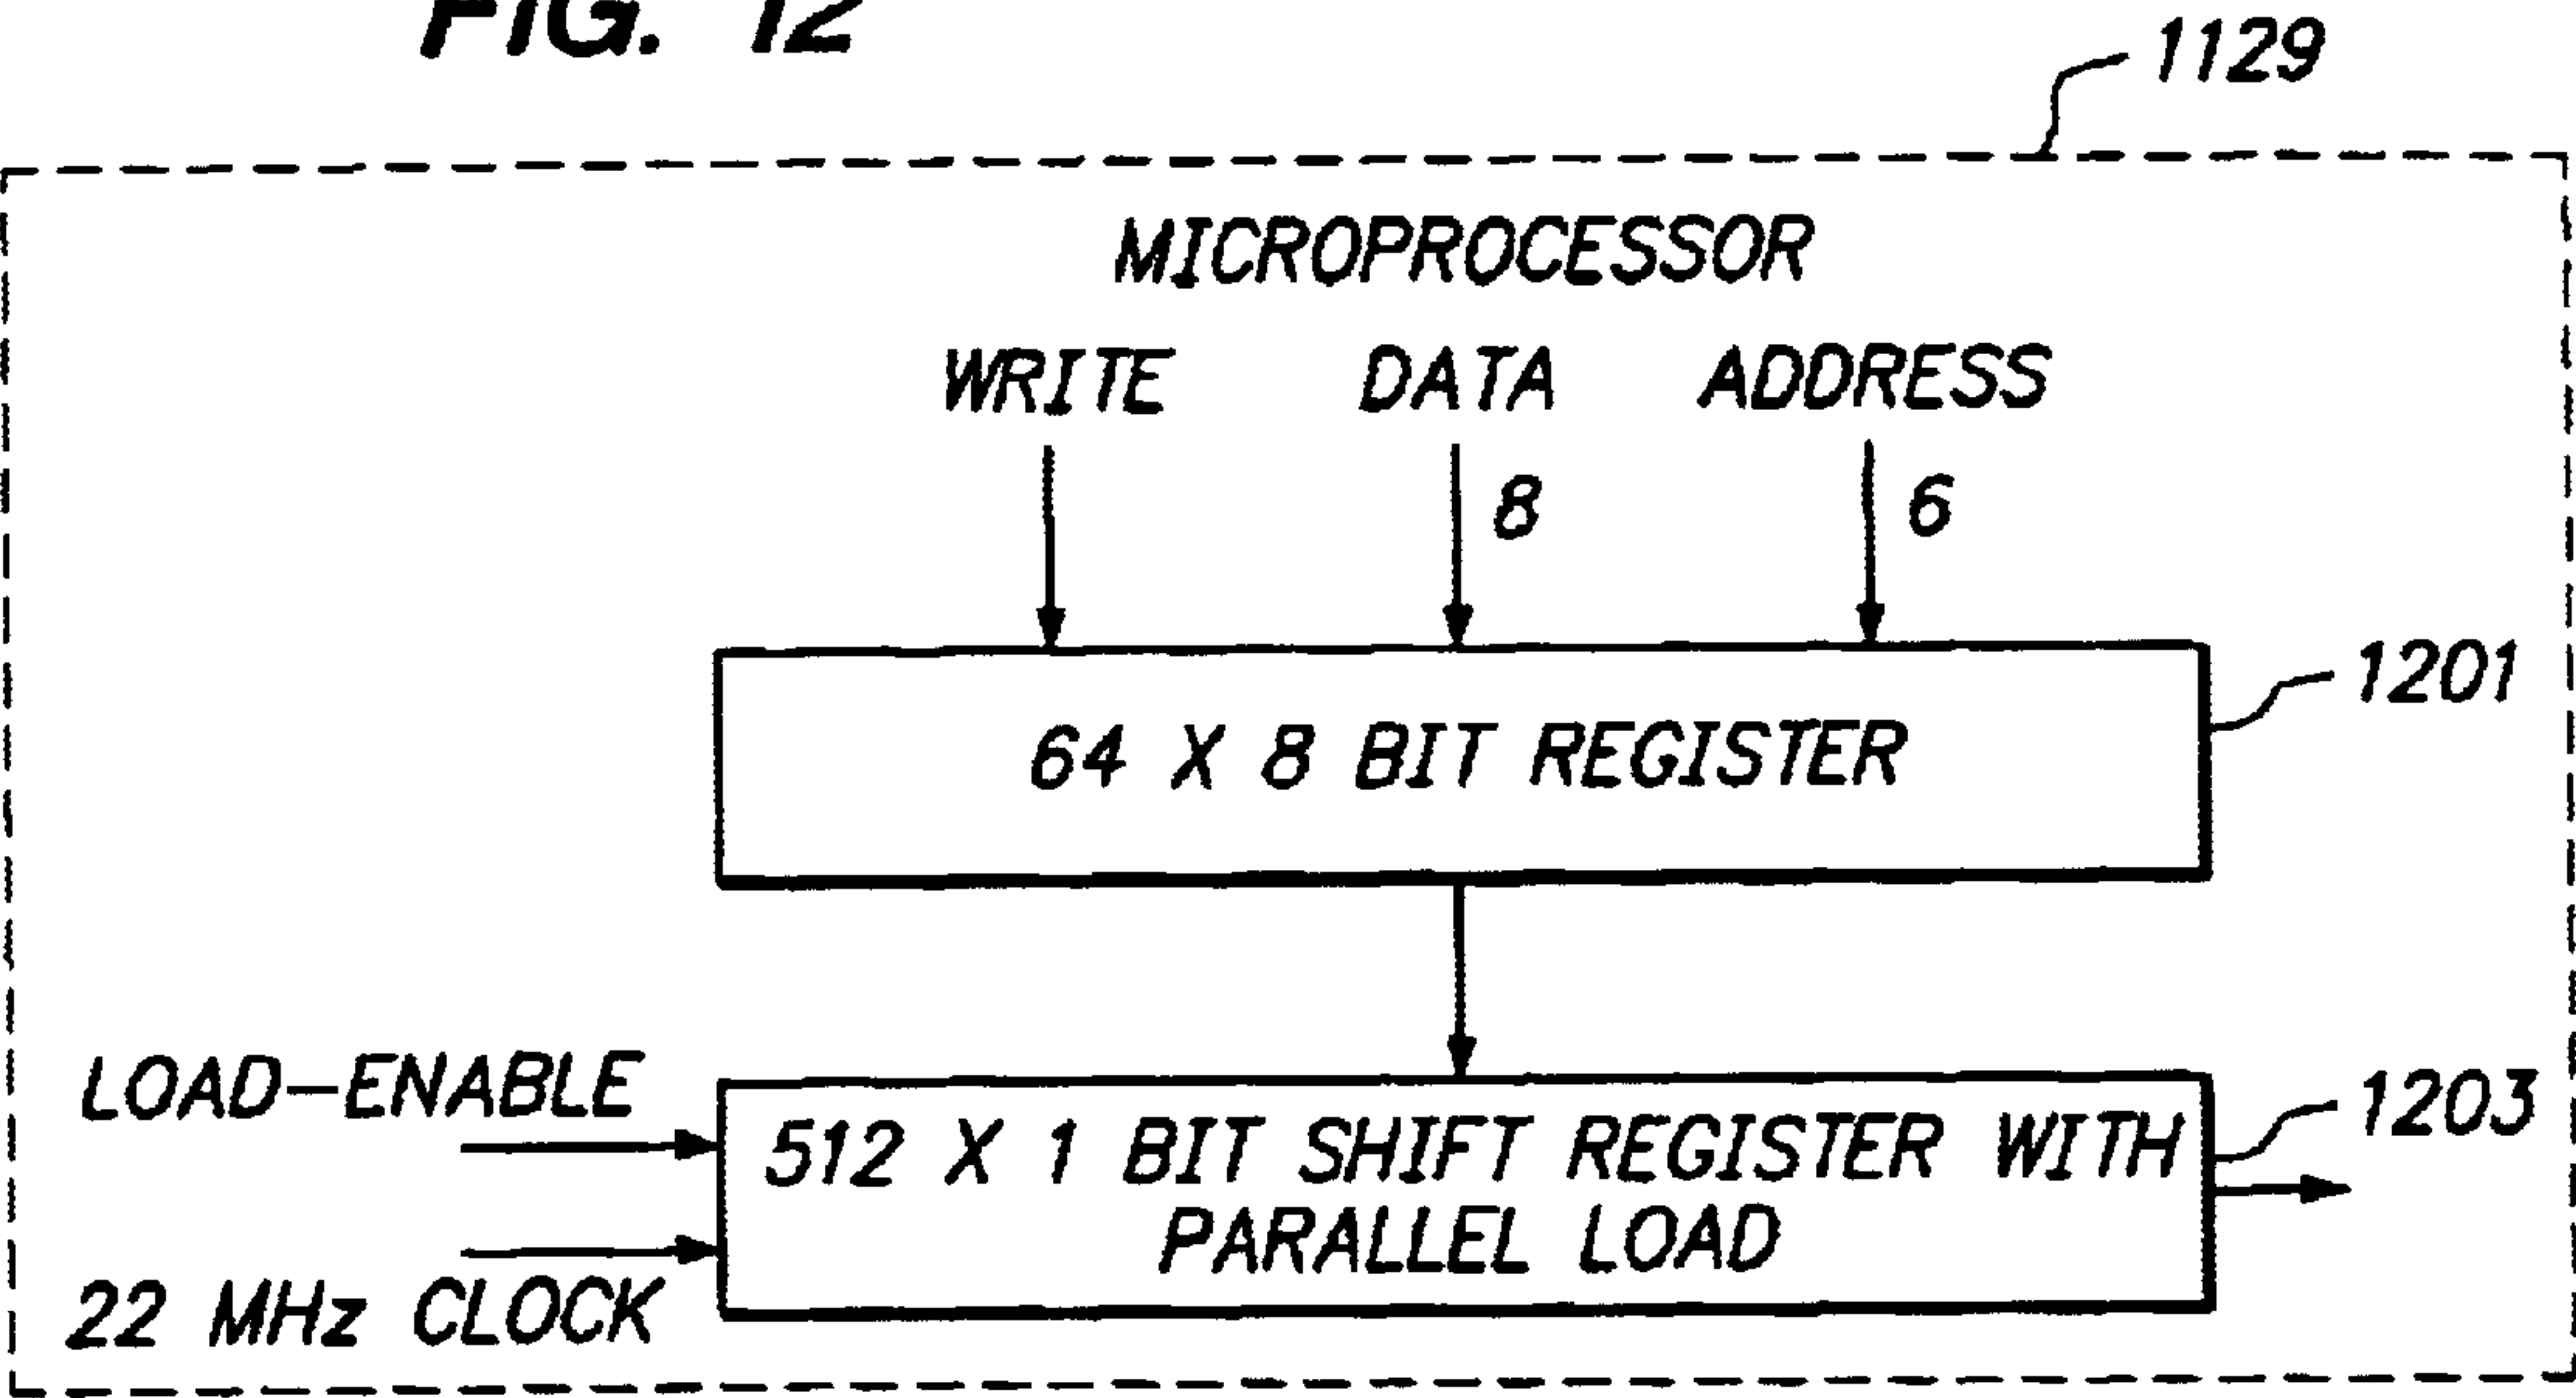 FIG. 12
1129
MICROPROCESSOR
WRITE DATA ADDRESS
8 6
64 X 8 BIT REGISTER
1201
LOAD-ENABLE
512 X 1 BIT SHIFT REGISTER WITH
PARALLEL LOAD
1203
22 MHz CLOCK